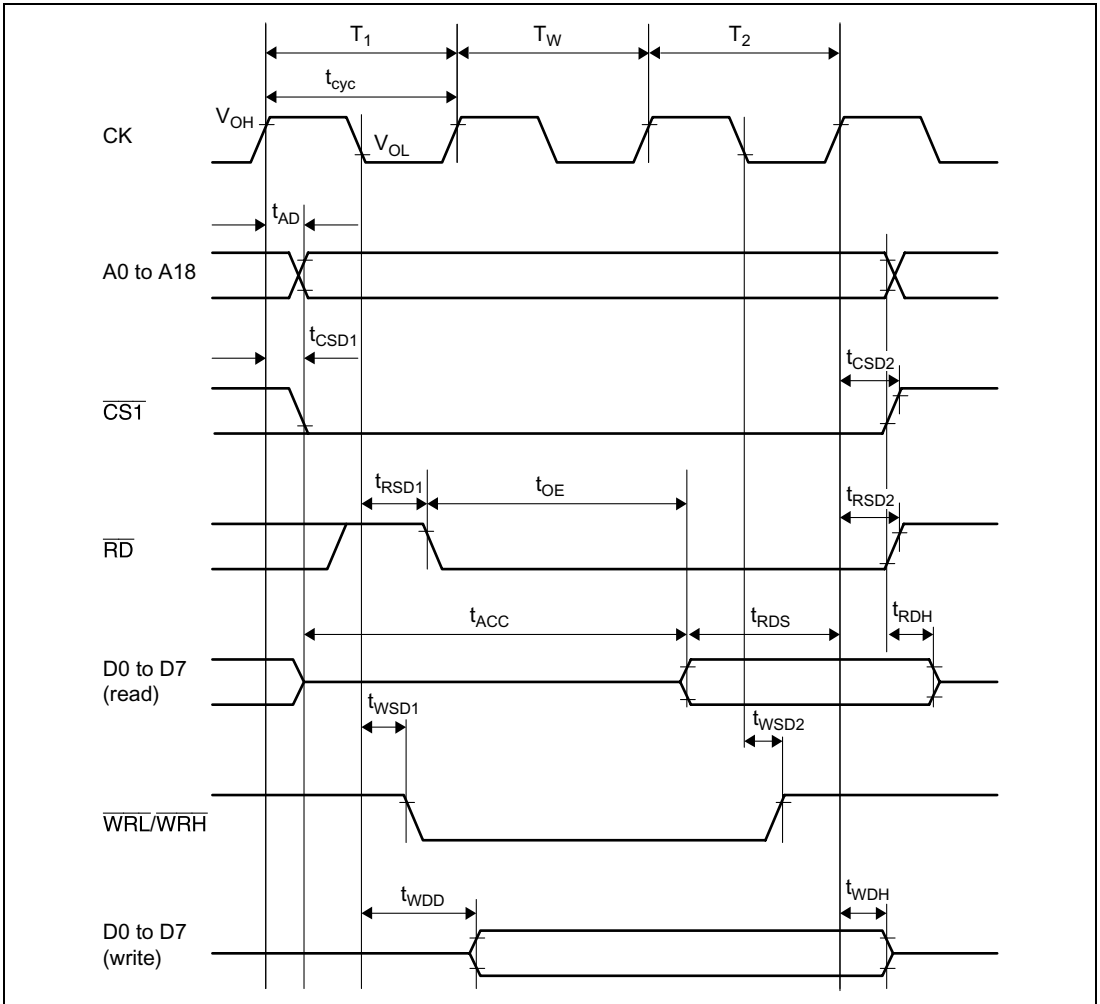 T1 TW T2
tcyc
CK VOH VOL
tAD
A0 to A18
tCSD1 tCSD2
CS1
tRSD1 tOE tRSD2
RD
tACC tRDS tRDH
D0 to D7
(read)
tWSD1 tWSD2
WRL/WRH
tWDD tWDH
D0 to D7
(write)